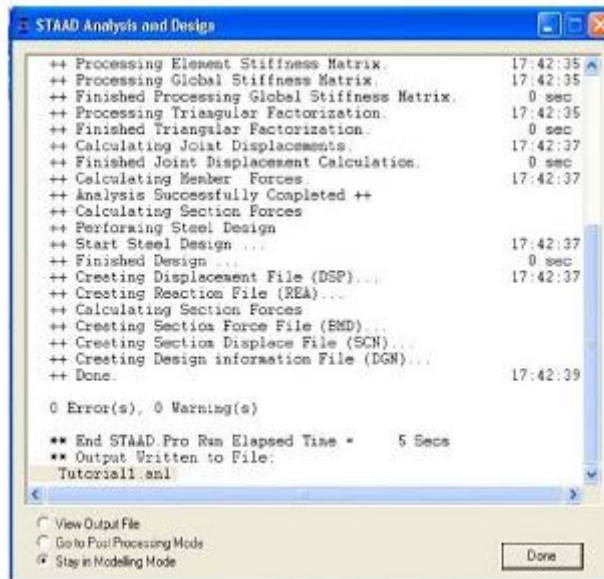 STAAD Analysis and Design
++ Processing Element Stiffness Matrix. 17:42:35
++ Processing Global Stiffness Matrix. 17:42:35
++ Finished Processing Global Stiffness Matrix. 0 sec
++ Processing Triangular Factorization. 17:42:35
++ Finished Triangular Factorization. 0 sec
++ Calculating Joint Displacements. 17:42:37
++ Finished Joint Displacement Calculation. 0 sec
++ Calculating Member Forces. 17:42:37
++ Analysis Successfully Completed ++
++ Calculating Section Forces
++ Performing Steel Design
++ Start Steel Design ... 17:42:37
++ Finished Design ... 0 sec
++ Creating Displacement File (DSP)... 17:42:37
++ Creating Reaction File (REA)...
++ Calculating Section Forces
++ Creating Section Force File (BMD)...
++ Creating Section Displace File (SCN)...
++ Creating Design information File (DGN)...
++ Done. 17:42:39
0 Error(s), 0 Warning(s)
** End STAAD.Pro Run Elapsed Time = 5 Secs
** Output Written to File:
Tutorial1.anl
View Output File
Go to Post Processing Mode
Stay in Modelling Mode
Done